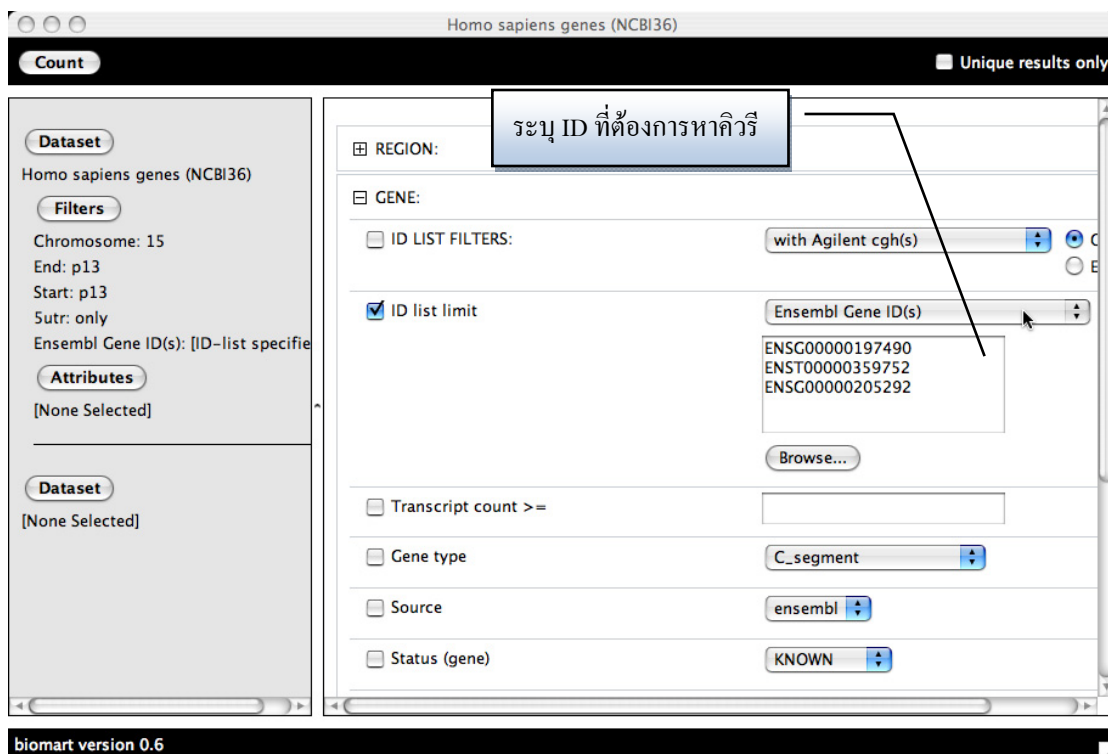 Homo sapiens genes (NCBI36)
Count
Unique results only
ระบุ ID ที่ต้องการหาคิวรี
Dataset
Homo sapiens genes (NCBI36)
Filters
Chromosome: 15
End: p13
Start: p13
5utr: only
Ensembl Gene ID(s): [ID-list specifie
Attributes
[None Selected]
Dataset
[None Selected]
REGION:
GENE:
ID LIST FILTERS:
with Agilent cgh(s)
ID list limit
Ensembl Gene ID(s)
ENSG00000197490
ENST00000359752
ENSG00000205292
Browse...
Transcript count >=
Gene type
C_segment
Source
ensembl
Status (gene)
KNOWN
biomart version 0.6